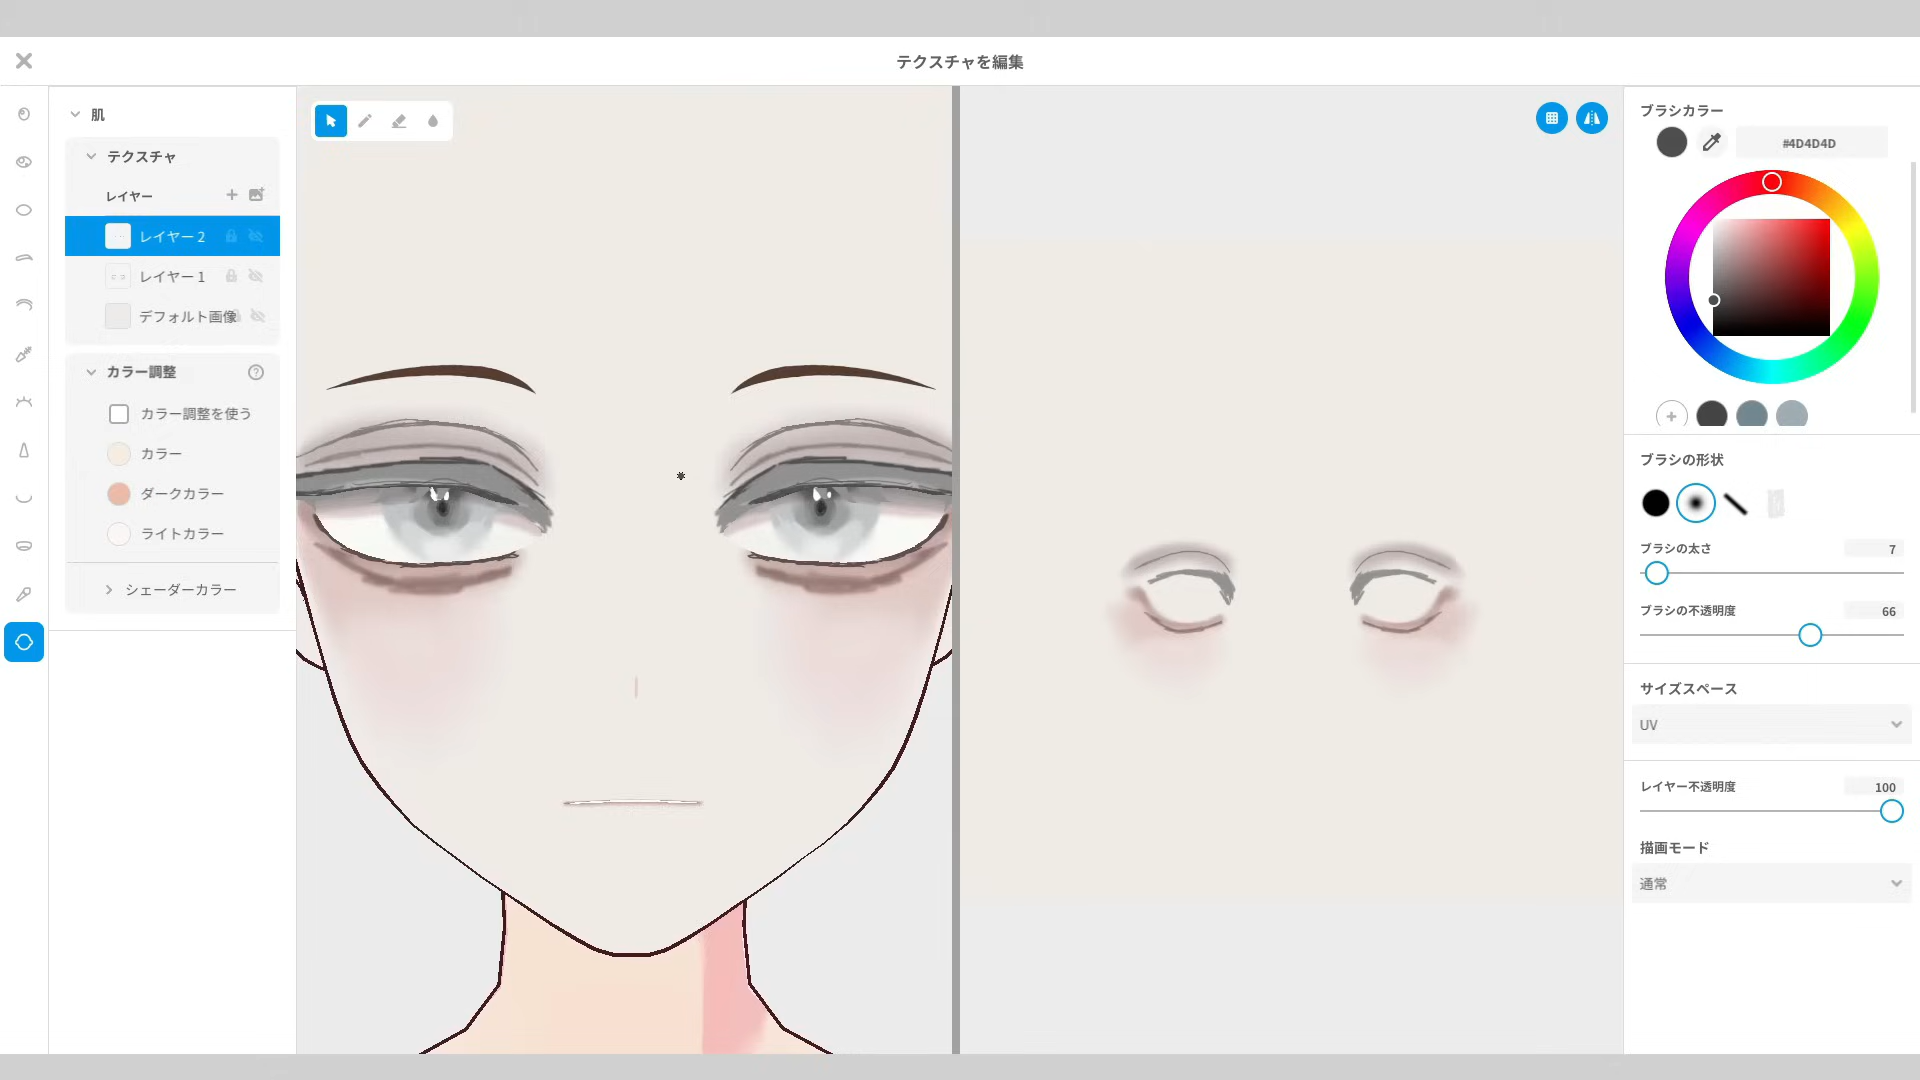 テクスチャを編集
肌
テクスチャ
レイヤー
レイヤー 2
レイヤー 1
デフォルト画像
カラー調整
カラー調整を使う
カラー
ダークカラー
ライトカラー
シェーダーカラー
ブラシカラー
#4D4D4D
ブラシの形状
ブラシの太さ
7
ブラシの不透明度
66
サイズスペース
UV
レイヤー不透明度
100
描画モード
通常